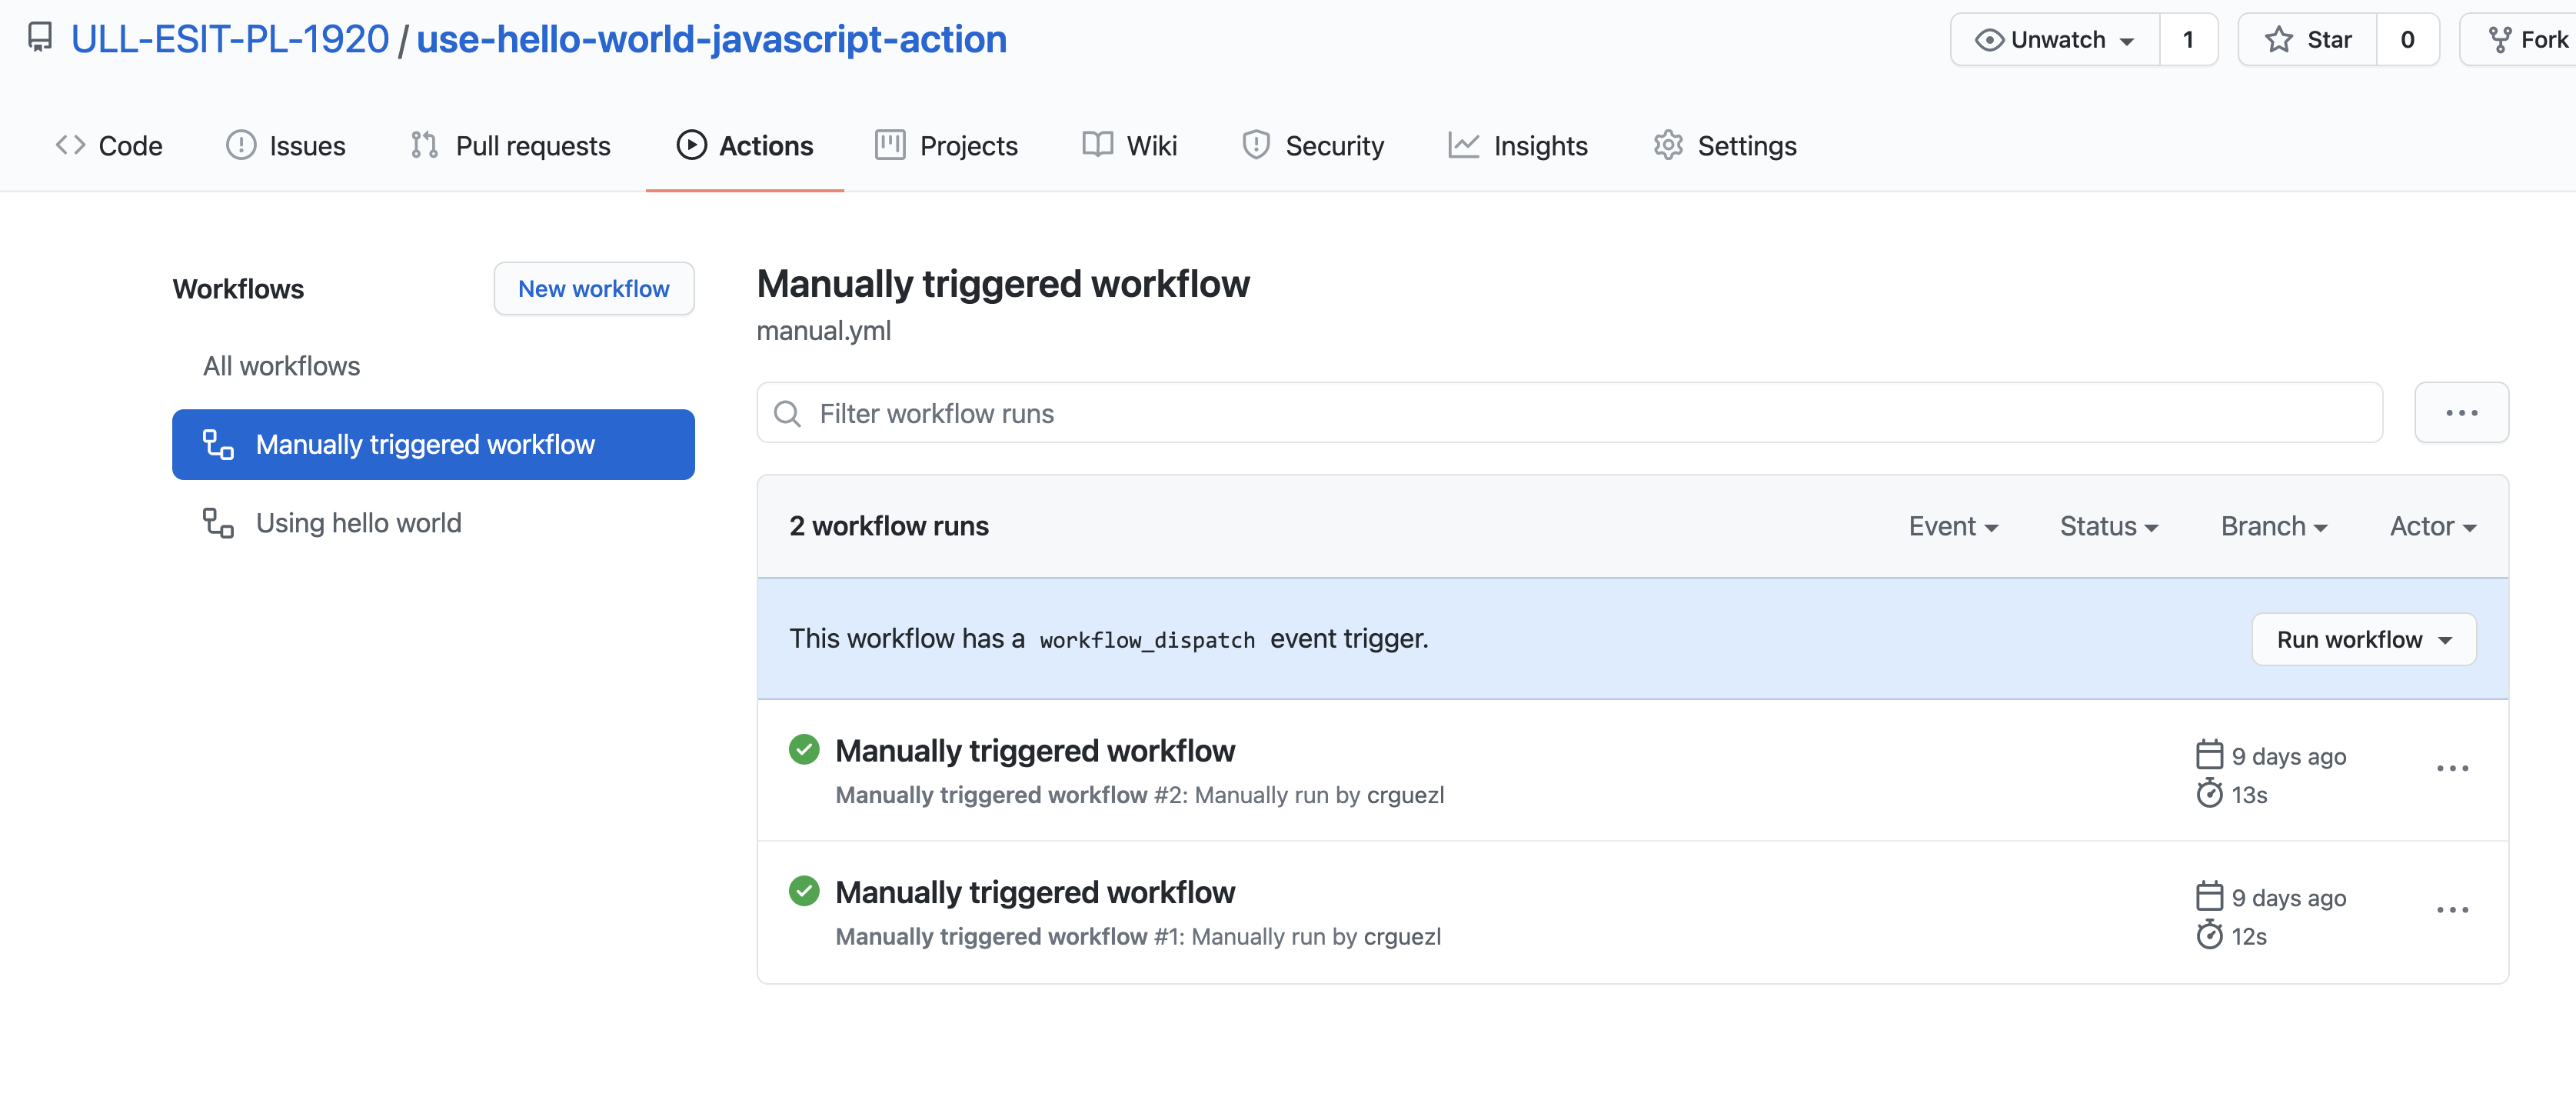 ULL-ESIT-PL-1920 / use-hello-world-javascript-action
Unwatch 1 Star 0 Fork
Code Issues Pull requests Actions Projects Wiki Security Insights Settings
Workflows
New workflow
All workflows
Manually triggered workflow
Using hello world
Manually triggered workflow
manual.yml
Filter workflow runs
2 workflow runs Event Status Branch Actor
This workflow has a workflow_dispatch event trigger. Run workflow
Manually triggered workflow
Manually triggered workflow #2: Manually run by crguezl
9 days ago
13s
Manually triggered workflow
Manually triggered workflow #1: Manually run by crguezl
9 days ago
12s